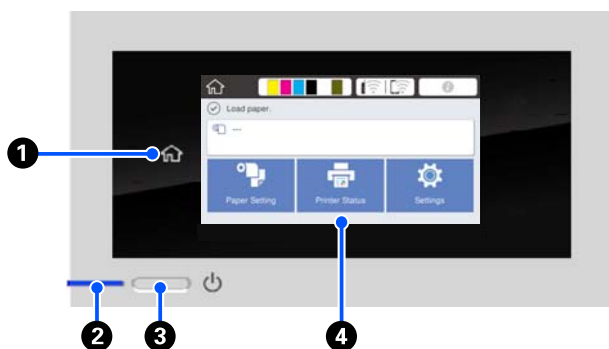 Load paper.
---
Paper Setting
Printer Status
Settings
1
2
3
4